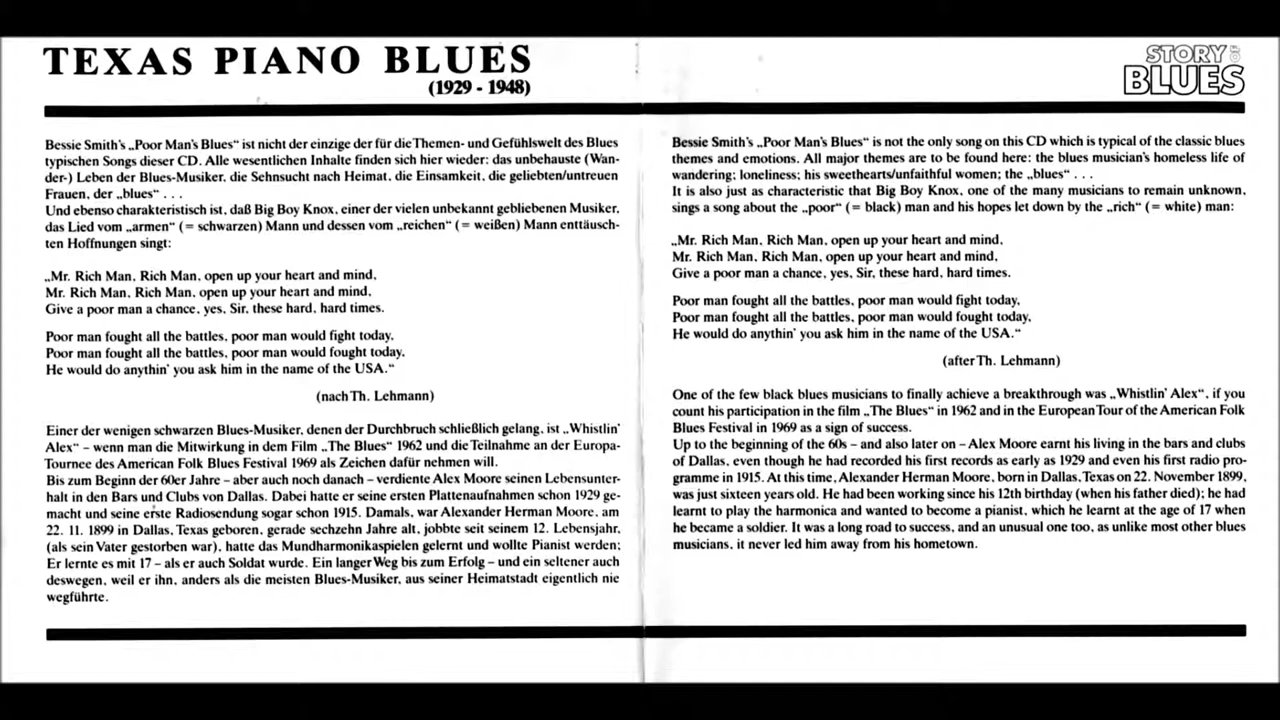 TEXAS PIANO BLUES
(1929 - 1948)
STORY OF
BLUES
Bessie Smith's „Poor Man's Blues“ ist nicht der einzige der für die Themen- und Gefühlswelt des Blues
typischen Songs dieser CD. Alle wesentlichen Inhalte finden sich hier wieder: das unbehauste (Wan-
der-) Leben der Blues-Musiker, die Sehnsucht nach Heimat, die Einsamkeit, die geliebten/untreuen
Frauen, der „blues“ . . .
Und ebenso charakteristisch ist, daß Big Boy Knox, einer der vielen unbekannt gebliebenen Musiker,
das Lied vom „armen“ (= schwarzen) Mann und dessen vom „reichen“ (= weißen) Mann enttäusch-
ten Hoffnungen singt:
„Mr. Rich Man, Rich Man, open up your heart and mind,
Mr. Rich Man, Rich Man, open up your heart and mind,
Give a poor man a chance, yes, Sir, these hard, hard times.
Poor man fought all the battles, poor man would fight today,
Poor man fought all the battles, poor man would fought today,
He would do anythin' you ask him in the name of the USA.“
(nach Th. Lehmann)
Einer der wenigen schwarzen Blues-Musiker, denen der Durchbruch schließlich gelang, ist „Whistlin'
Alex“ – wenn man die Mitwirkung in dem Film „The Blues“ 1962 und die Teilnahme an der Europa-
Tournee des American Folk Blues Festival 1969 als Zeichen dafür nehmen will.
Bis zum Beginn der 60er Jahre – aber auch noch danach – verdiente Alex Moore seinen Lebensunter-
halt in den Bars und Clubs von Dallas. Dabei hatte er seine ersten Plattenaufnahmen schon 1929 ge-
macht und seine erste Radiosendung sogar schon 1915. Damals, war Alexander Herman Moore, am
22. 11. 1899 in Dallas, Texas geboren, gerade sechzehn Jahre alt, jobbte seit seinem 12. Lebensjahr,
(als sein Vater gestorben war), hatte das Mundharmonikaspielen gelernt und wollte Pianist werden;
Er lernte es mit 17 – als er auch Soldat wurde. Ein langer Weg bis zum Erfolg – und ein seltener auch
deswegen, weil er ihn, anders als die meisten Blues-Musiker, aus seiner Heimatstadt eigentlich nie
wegführte.
Bessie Smith's „Poor Man's Blues“ is not the only song on this CD which is typical of the classic blues
themes and emotions. All major themes are to be found here: the blues musician's homeless life of
wandering; loneliness; his sweethearts/unfaithful women; the „blues“ . . .
It is also just as characteristic that Big Boy Knox, one of the many musicians to remain unknown,
sings a song about the „poor“ (= black) man and his hopes let down by the „rich“ (= white) man:
„Mr. Rich Man, Rich Man, open up your heart and mind,
Mr. Rich Man, Rich Man, open up your heart and mind,
Give a poor man a chance, yes, Sir, these hard, hard times.
Poor man fought all the battles, poor man would fight today,
Poor man fought all the battles, poor man would fought today,
He would do anythin' you ask him in the name of the USA.“
(after Th. Lehmann)
One of the few black blues musicians to finally achieve a breakthrough was „Whistlin' Alex“, if you
count his participation in the film „The Blues“ in 1962 and in the European Tour of the American Folk
Blues Festival in 1969 as a sign of success.
Up to the beginning of the 60s – and also later on – Alex Moore earnt his living in the bars and clubs
of Dallas, even though he had recorded his first records as early as 1929 and even his first radio pro-
gramme in 1915. At this time, Alexander Herman Moore, born in Dallas, Texas on 22. November 1899,
was just sixteen years old. He had been working since his 12th birthday (when his father died); he had
learnt to play the harmonica and wanted to become a pianist, which he learnt at the age of 17 when
he became a soldier. It was a long road to success, and an unusual one too, as unlike most other blues
musicians, it never led him away from his hometown.